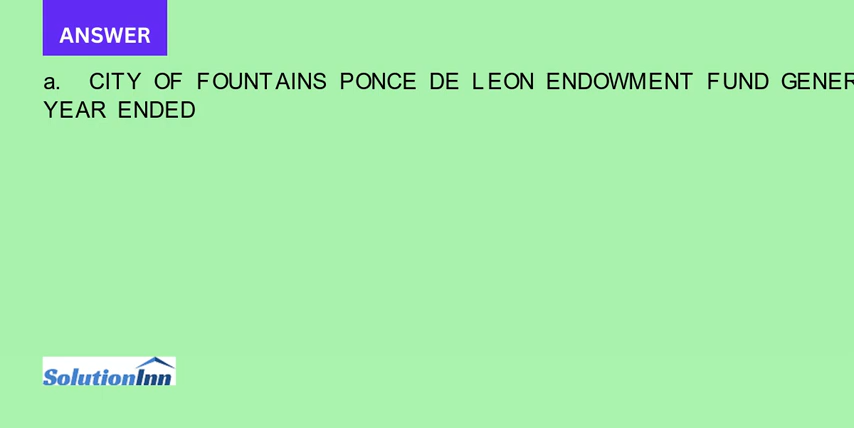 ANSWER
a. CITY OF FOUNTAINS PONCE DE LEON ENDOWMENT FUND GENER
YEAR ENDED
SolutionInn